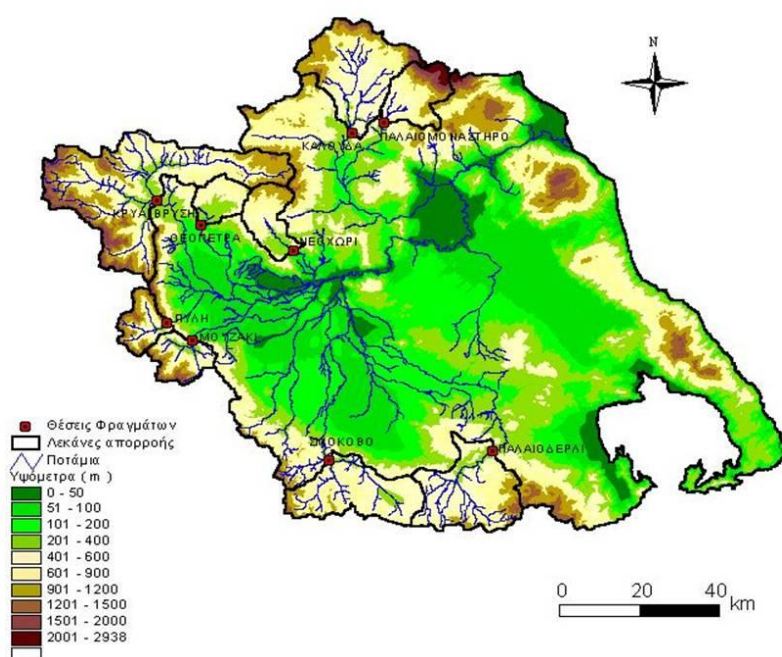 N
ΚΑΛΟΥΔΑ
ΠΑΛΑΙΟΜΟΝΑΣΤΗΡΟ
ΚΡΥΑ ΒΡΥΣΗ
ΘΕΟΠΕΤΡΑ
ΝΕΟΧΩΡΙ
ΠΥΛΗ
ΜΟΥΖΑΚΙ
ΣΜΟΚΟΒΟ
ΠΑΛΑΙΟΔΕΡΛΙ
Θέσεις Φραγμάτων
Λεκάνες απορροής
Ποτάμια
Υψόμετρα ( m )
0 - 50
51 - 100
101 - 200
201 - 400
401 - 600
601 - 900
901 - 1200
1201 - 1500
1501 - 2000
2001 - 2938
0 20 40
km